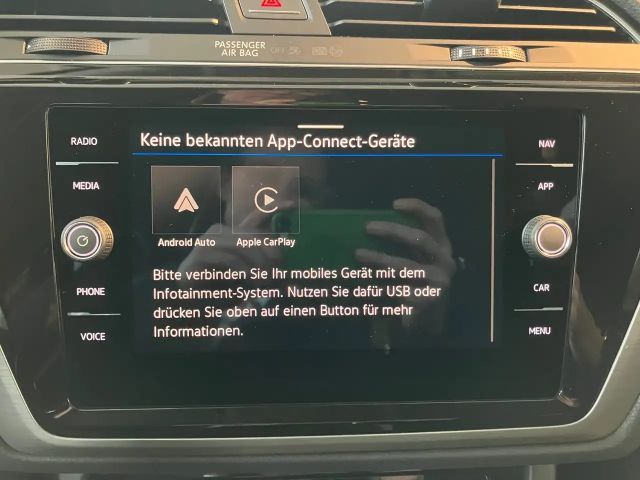 PASSENGER
AIR BAG
OFF
RADIO
MEDIA
PHONE
VOICE
Keine bekannten App-Connect-Geräte
Android Auto
Apple CarPlay
Bitte verbinden Sie Ihr mobiles Gerät mit dem
Infotainment-System. Nutzen Sie dafür USB oder
drücken Sie oben auf einen Button für mehr
Informationen.
NAV
APP
CAR
MENU